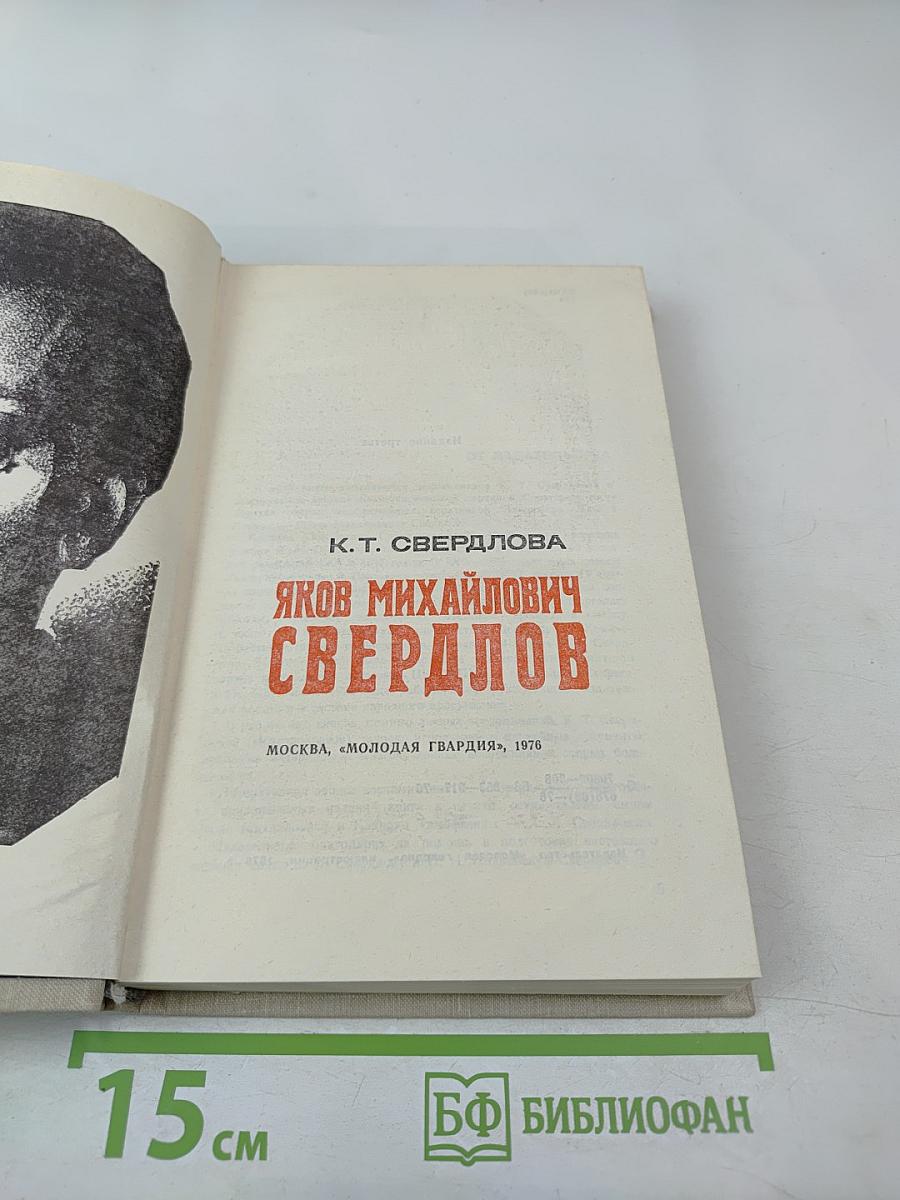 К. Т. СВЕРДЛОВА
ЯКОВ МИХАЙЛОВИЧ
СВЕРДЛОВ
МОСКВА, «МОЛОДАЯ ГВАРДИЯ», 1976
15 см
БФ БИБЛИОФАН